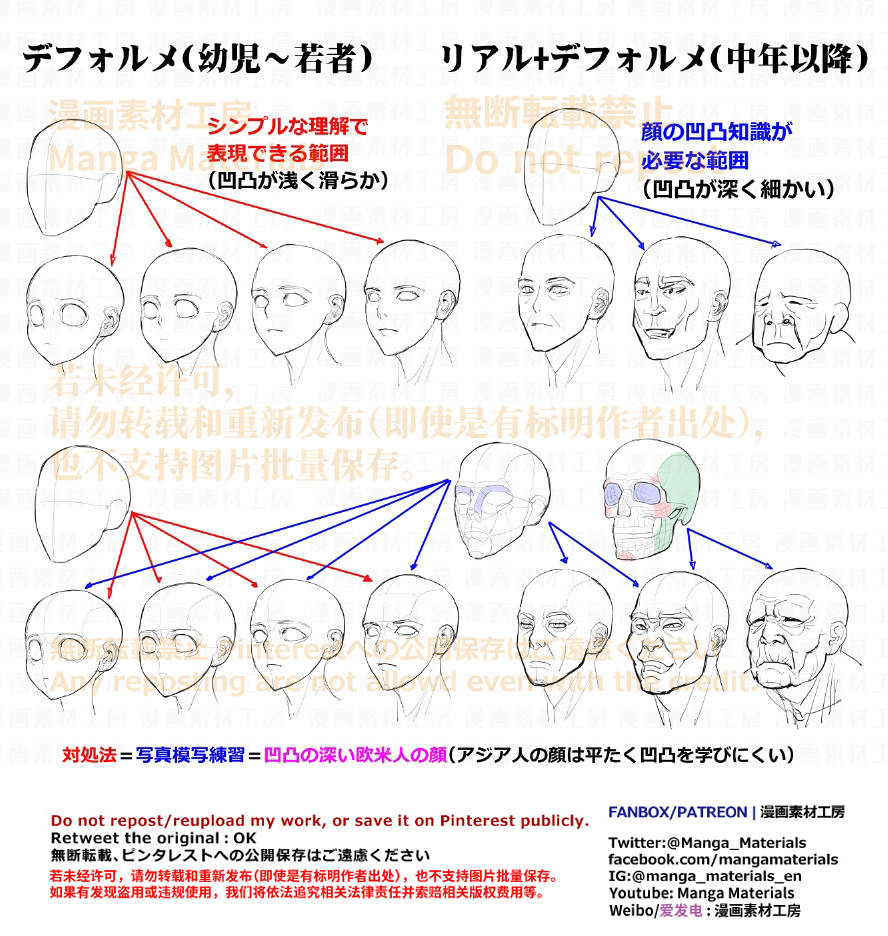 デフォルメ(幼児～若者)
リアル+デフォルメ(中年以降)
漫画素材工房
Manga Materials
無断転載禁止
Do not repost
シンプルな理解で
表現できる範囲
(凹凸が浅く滑らか)
顔の凹凸知識が
必要な範囲
(凹凸が深く細かい)
若未经许可，
请勿转载和重新发布(即使是有标明作者出处)，
也不支持图片批量保存。
無断転載禁止 Pinterestへの公開保存はご遠慮ください
Any reposting are not allowd even with the credit.
対処法=写真模写練習=凹凸の深い欧米人の顔(アジア人の顔は平たく凹凸を学びにくい)
Do not repost/reupload my work, or save it on Pinterest publicly.
Retweet the original : OK
無断転載、ピンタレストへの公開保存はご遠慮ください
若未经许可，请勿转载和重新发布(即使是有标明作者出处)，也不支持图片批量保存。
如果有发现盗用或违规使用，我们将依法追究相关法律责任并索赔相关版权费用等。
FANBOX/PATREON | 漫画素材工房
Twitter:@Manga_Materials
facebook.com/mangamaterials
IG:@manga_materials_en
Youtube: Manga Materials
Weibo/爱发电 : 漫画素材工房